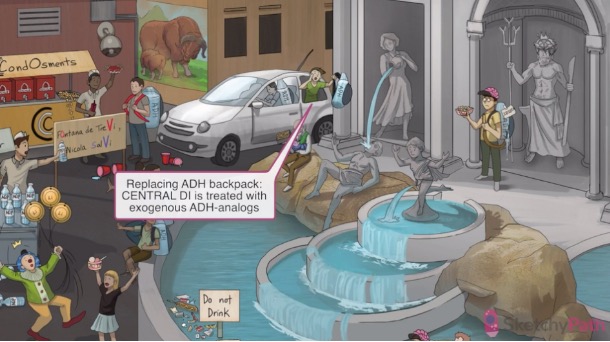 CondOsments
Funtana de TreVi,
Nicola SalVi
Replacing ADH backpack:
CENTRAL DI is treated with
exogenous ADH-analogs
Do not
Drink
SketchyPath